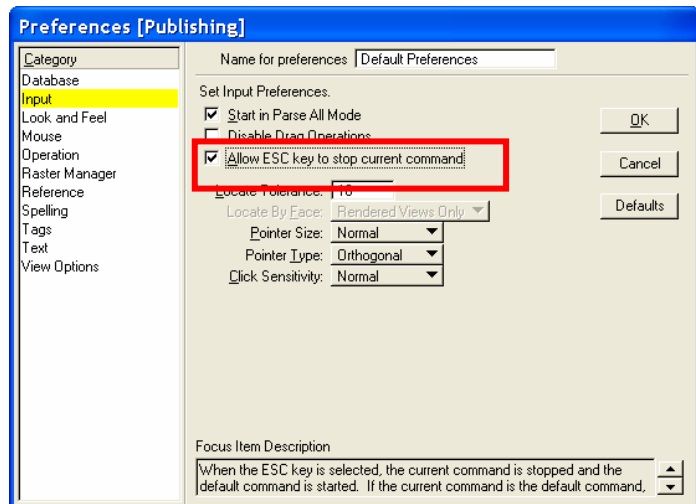 Preferences [Publishing]
Category
Database
Input
Look and Feel
Mouse
Operation
Raster Manager
Reference
Spelling
Tags
Text
View Options
Name for preferences Default Preferences
Set Input Preferences.
Start in Parse All Mode
Disable Drag Operations
Allow ESC key to stop current command
Locate Tolerance: 10
Locate By Face: Rendered Views Only
Pointer Size: Normal
Pointer Type: Orthogonal
Click Sensitivity: Normal
OK
Cancel
Defaults
Focus Item Description
When the ESC key is selected, the current command is stopped and the
default command is started. If the current command is the default command,